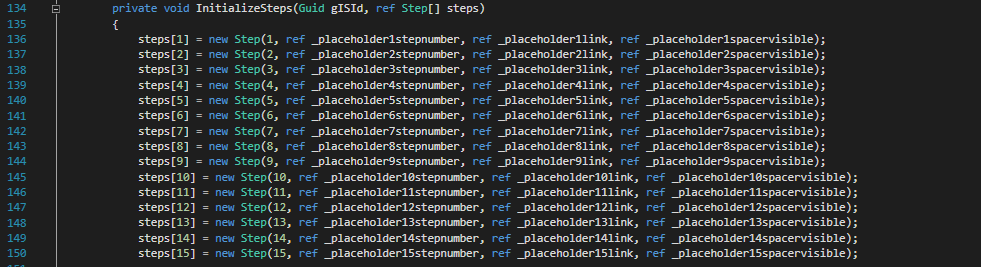 134 private void InitializeSteps(Guid gISId, ref Step[] steps)
135 {
136 steps[1] = new Step(1, ref _placeholder1stepnumber, ref _placeholder1link, ref _placeholder1spacervisible);
137 steps[2] = new Step(2, ref _placeholder2stepnumber, ref _placeholder2link, ref _placeholder2spacervisible);
138 steps[3] = new Step(3, ref _placeholder3stepnumber, ref _placeholder3link, ref _placeholder3spacervisible);
139 steps[4] = new Step(4, ref _placeholder4stepnumber, ref _placeholder4link, ref _placeholder4spacervisible);
140 steps[5] = new Step(5, ref _placeholder5stepnumber, ref _placeholder5link, ref _placeholder5spacervisible);
141 steps[6] = new Step(6, ref _placeholder6stepnumber, ref _placeholder6link, ref _placeholder6spacervisible);
142 steps[7] = new Step(7, ref _placeholder7stepnumber, ref _placeholder7link, ref _placeholder7spacervisible);
143 steps[8] = new Step(8, ref _placeholder8stepnumber, ref _placeholder8link, ref _placeholder8spacervisible);
144 steps[9] = new Step(9, ref _placeholder9stepnumber, ref _placeholder9link, ref _placeholder9spacervisible);
145 steps[10] = new Step(10, ref _placeholder10stepnumber, ref _placeholder10link, ref _placeholder10spacervisible);
146 steps[11] = new Step(11, ref _placeholder11stepnumber, ref _placeholder11link, ref _placeholder11spacervisible);
147 steps[12] = new Step(12, ref _placeholder12stepnumber, ref _placeholder12link, ref _placeholder12spacervisible);
148 steps[13] = new Step(13, ref _placeholder13stepnumber, ref _placeholder13link, ref _placeholder13spacervisible);
149 steps[14] = new Step(14, ref _placeholder14stepnumber, ref _placeholder14link, ref _placeholder14spacervisible);
150 steps[15] = new Step(15, ref _placeholder15stepnumber, ref _placeholder15link, ref _placeholder15spacervisible);